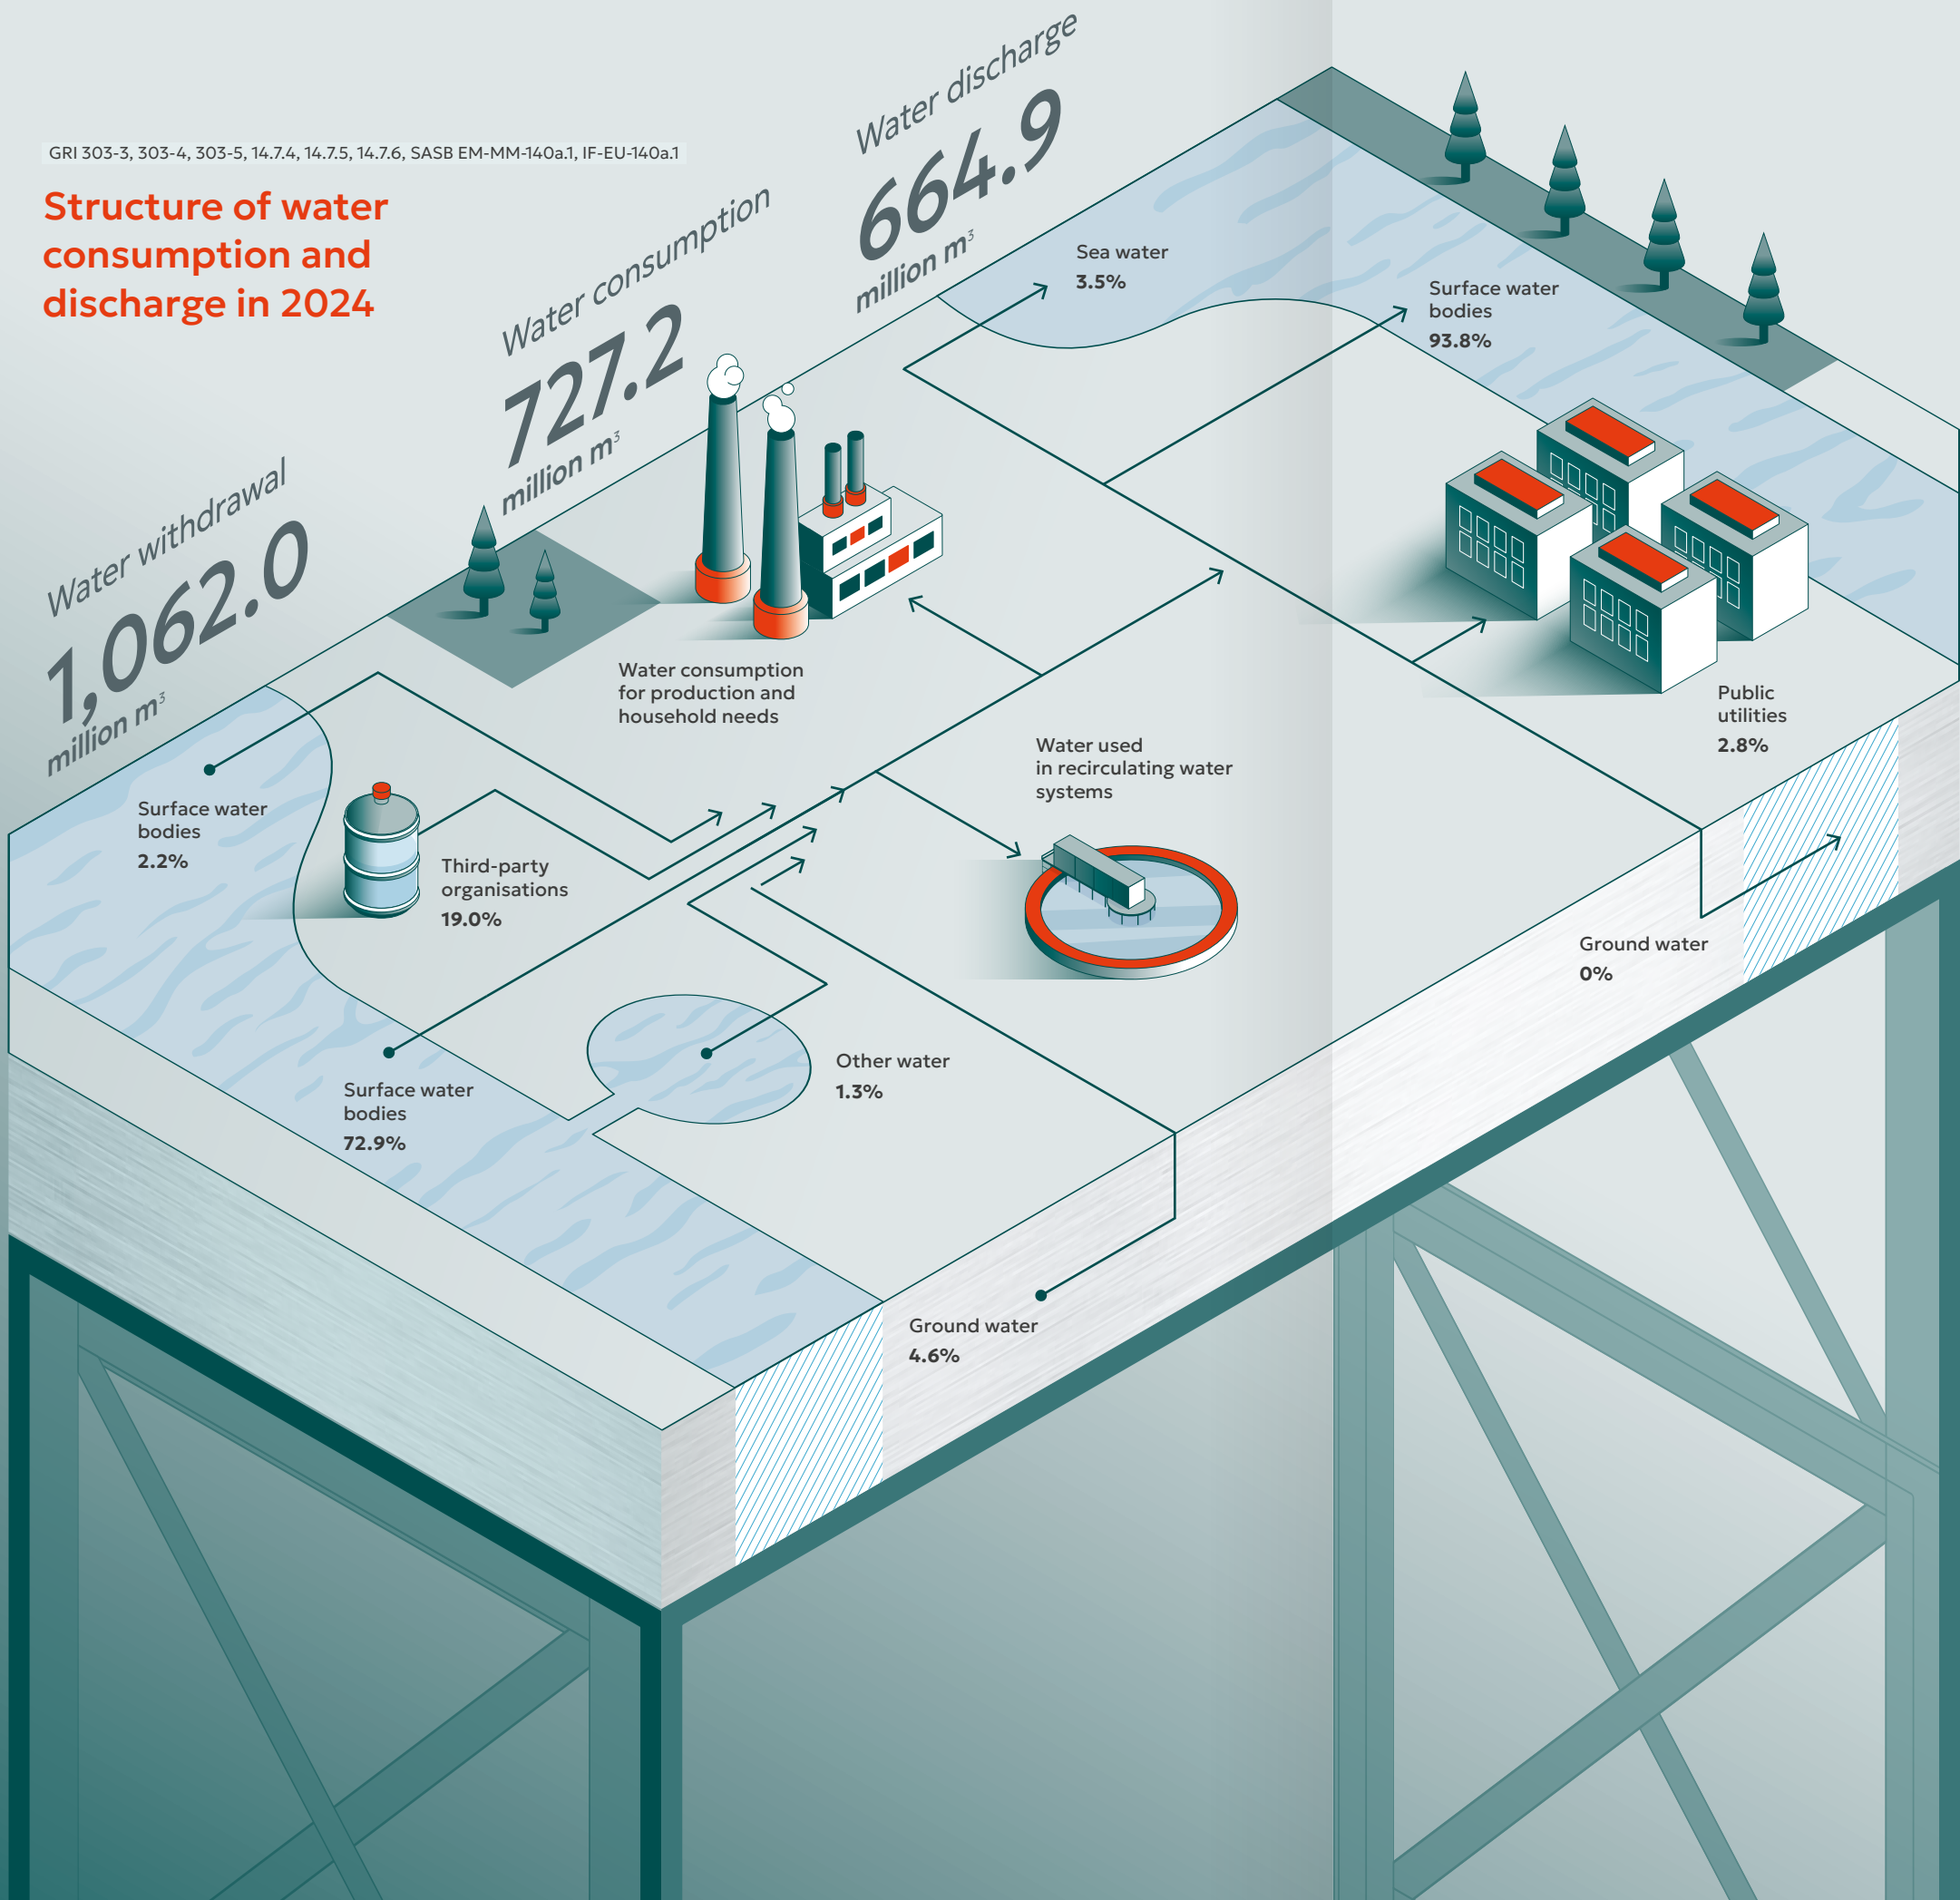 GRI 303-3, 303-4, 303-5, 14.7.4, 14.7.5, 14.7.6, SASB EM-MM-140a.1, IF-EU-140a.1
Structure of water
consumption and
discharge in 2024
Water withdrawal
1,062.0
million m³
Water consumption
727.2
million m³
Water discharge
664.9
million m³
Sea water
3.5%
Surface water
bodies
93.8%
Water consumption
for production and
household needs
Public
utilities
2.8%
Water used
in recirculating water
systems
Surface water
bodies
2.2%
Third-party
organisations
19.0%
Ground water
0%
Surface water
bodies
72.9%
Other water
1.3%
Ground water
4.6%